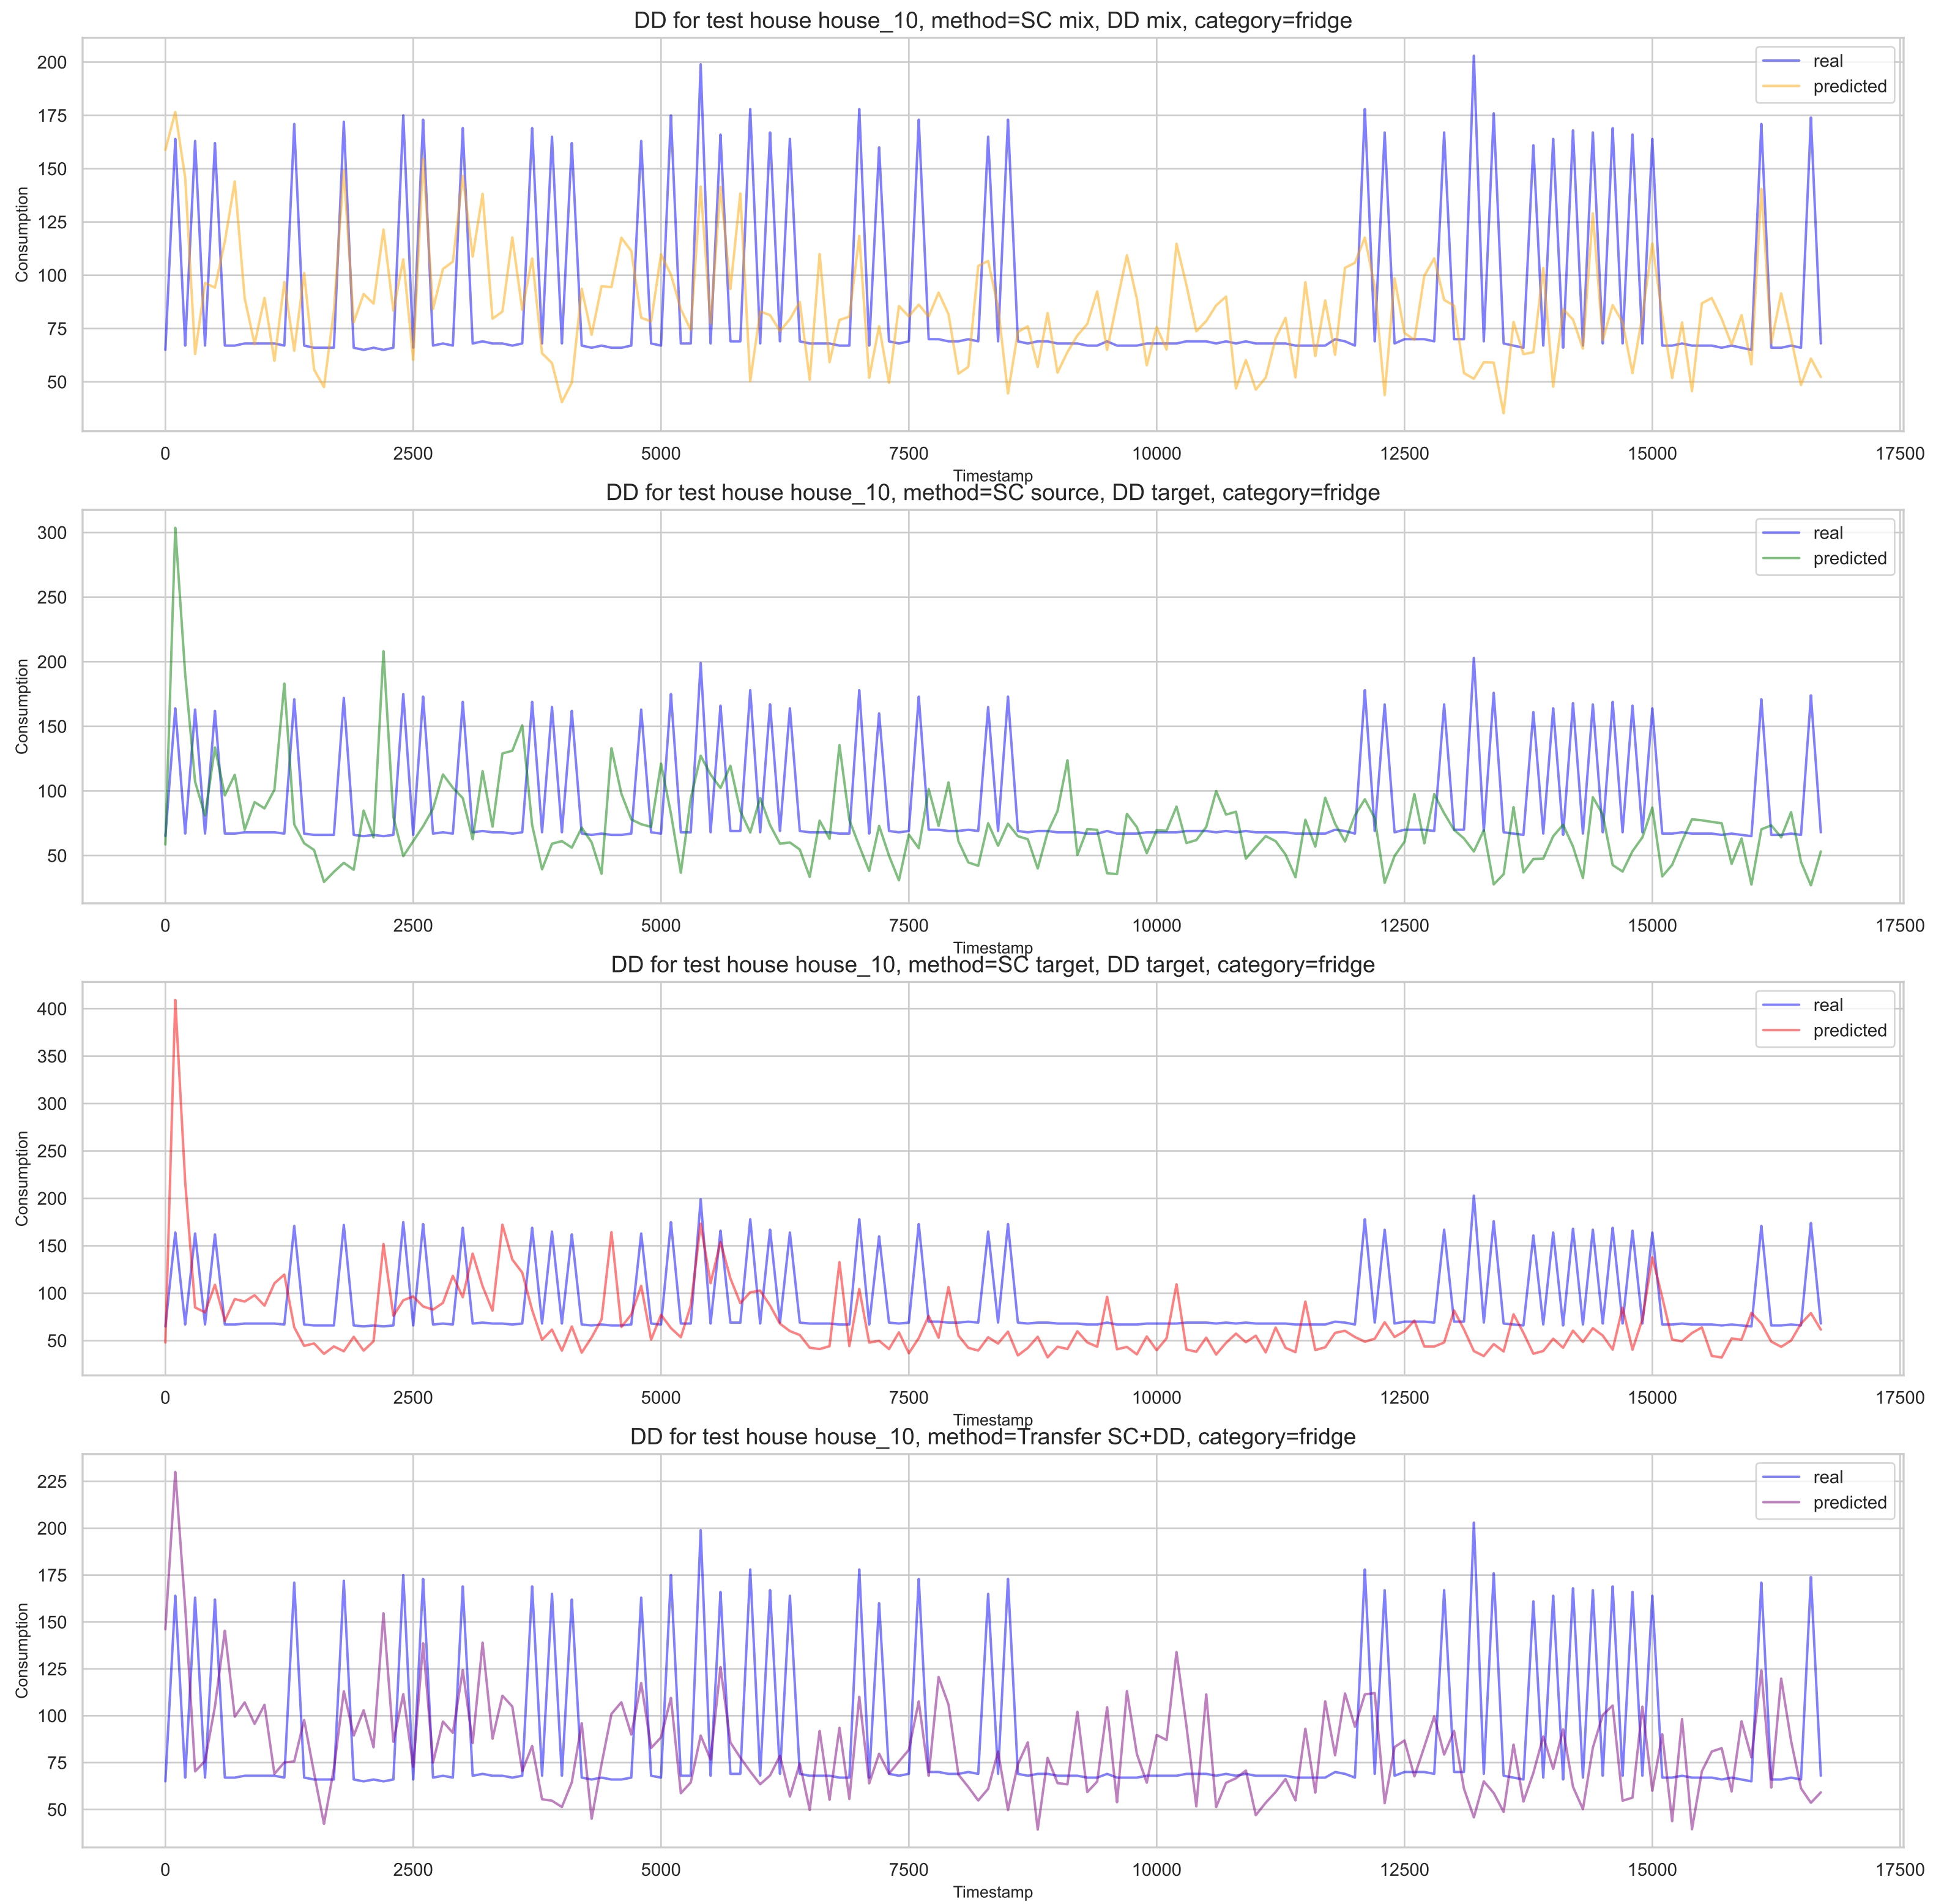 DD for test house house_10, method=SC mix, DD mix, category=fridge
real
predicted
Consumption
200
175
150
125
100
75
50
0 2500 5000 7500 10000 12500 15000 17500
Timestamp
DD for test house house_10, method=SC source, DD target, category=fridge
real
predicted
Consumption
300
250
200
150
100
50
0 2500 5000 7500 10000 12500 15000 17500
Timestamp
DD for test house house_10, method=SC target, DD target, category=fridge
real
predicted
Consumption
400
350
300
250
200
150
100
50
0 2500 5000 7500 10000 12500 15000 17500
Timestamp
DD for test house house_10, method=Transfer SC+DD, category=fridge
real
predicted
Consumption
225
200
175
150
125
100
75
50
0 2500 5000 7500 10000 12500 15000 17500
Timestamp